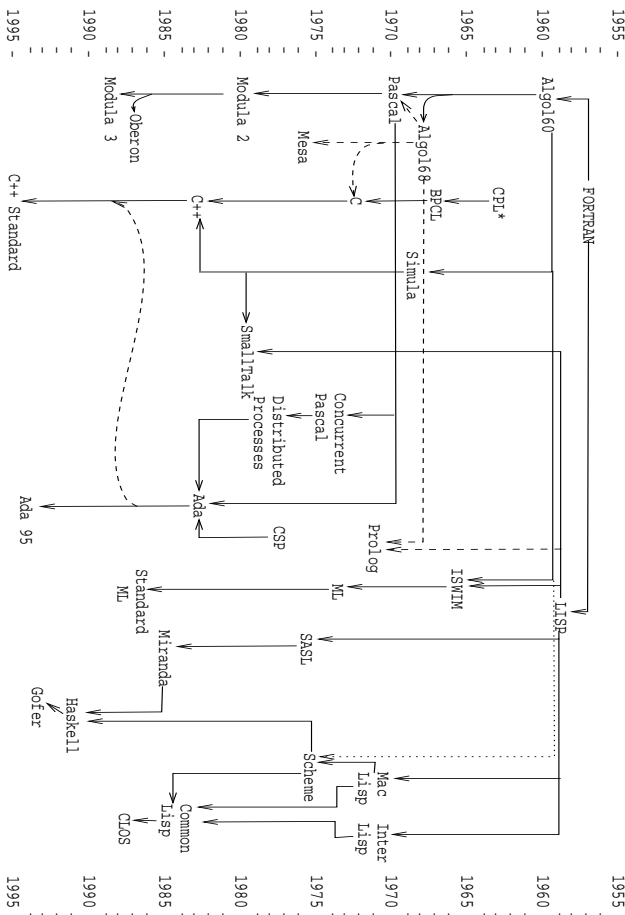 1955 -
- 1955
FORTRAN
LISP
Algol60
1960 -
- 1960
CPL*
1965 -
- 1965
ISWIM
BPCL
Algol68
Simula
Pascal
1970 -
- 1970
Mac
Lisp
Inter
Lisp
Prolog
C
Concurrent
Pascal
ML
1975 -
- 1975
Scheme
SASL
Mesa
CSP
Distributed
Processes
SmallTalk
Modula 2
1980 -
- 1980
C++
Ada
Common
Lisp
1985 -
- 1985
Miranda
Standard
ML
Oberon
CLOS
Modula 3
1990 -
- 1990
Haskell
Gofer
Ada 95
C++ Standard
1995 -
- 1995